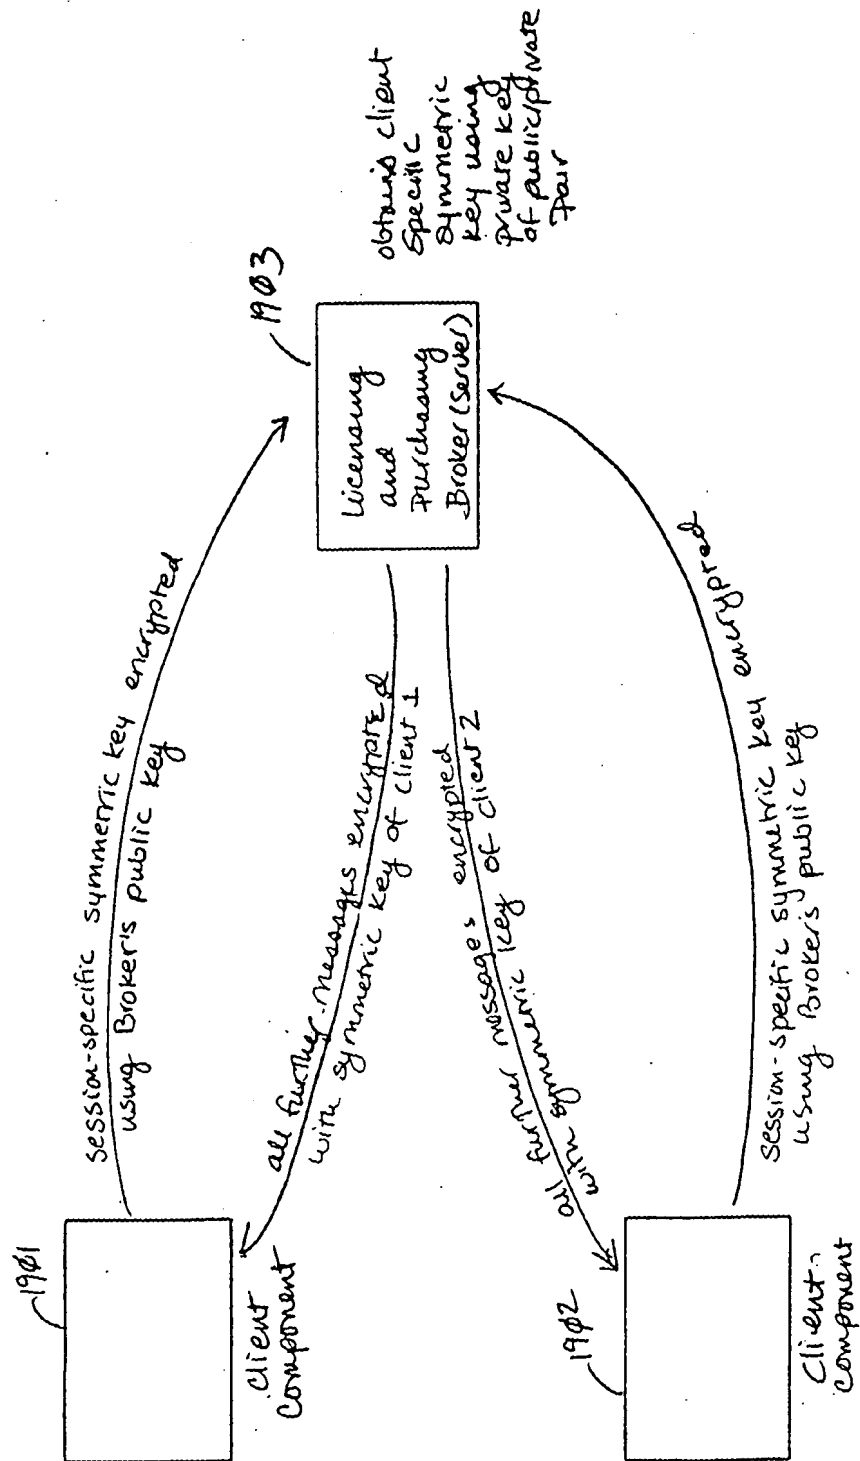 1901
client
component
session-specific symmetric key encrypted
using Broker's public key
all further messages encrypted
with symmetric key of client 1
1903
Licensing
and
Purchasing
Broker (Server)
obtains client
specific
symmetric
key using
private key
of public/private
Pair
all further messages encrypted
with symmetric key of client 2
1902
Client
component
session-specific symmetric key encrypted
using Broker's public key